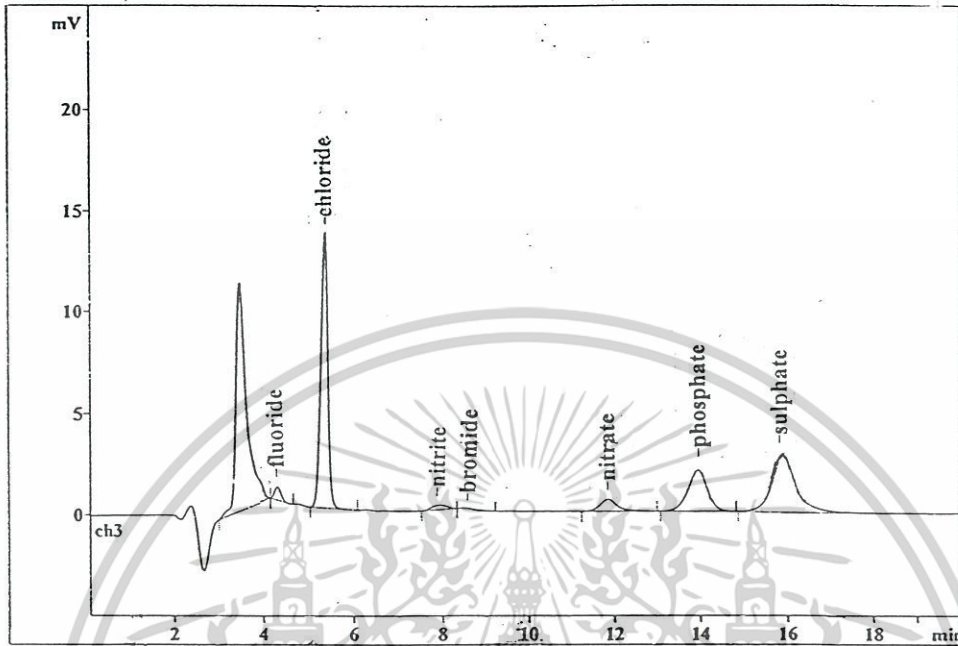 mV
20
15
10
5
0
ch3
fluoride
chloride
nitrite
bromide
nitrate
phosphate
sulphate
2 4 6 8 10 12 14 16 18 min